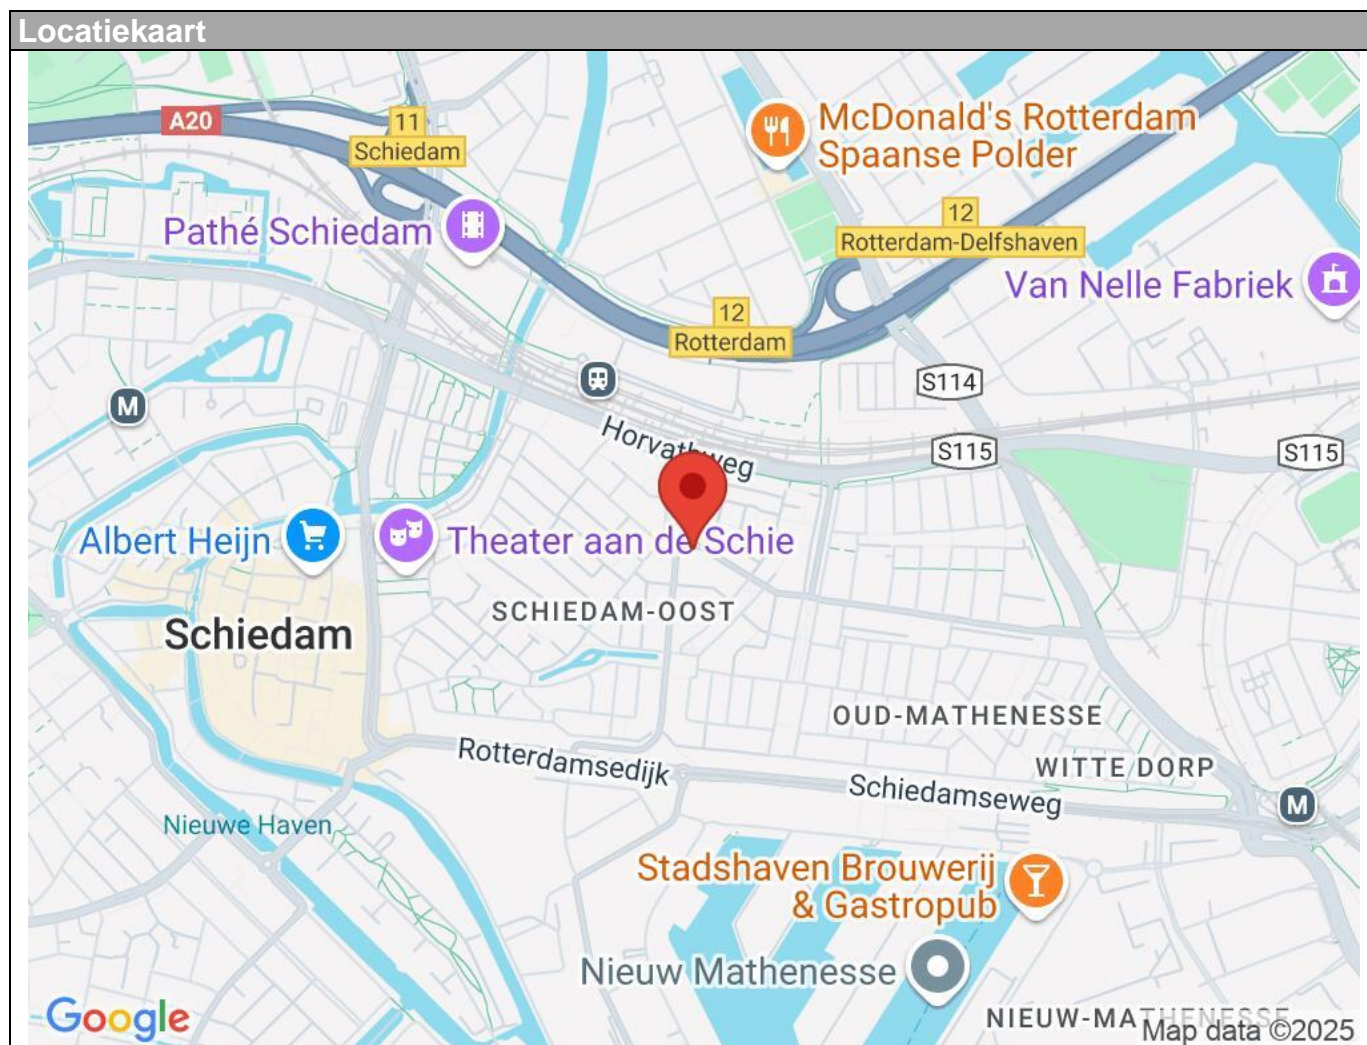 Locatiekaart
A20
11
Schiedam
McDonald's Rotterdam
Spaanse Polder
Pathé Schiedam
12
Rotterdam-Delfshaven
Van Nelle Fabriek
12
Rotterdam
S114
M
Horvathweg
S115
S115
Albert Heijn
Theater aan de Schie
SCHIEDAM-OOST
Schiedam
OUD-MATHENESSE
Rotterdamsedijk
WITTE DORP
Schiedamseweg
M
Nieuwe Haven
Stadshaven Brouwerij
& Gastropub
Nieuw Mathenesse
Google
NIEUW-MATHENESSE
Map data ©2025